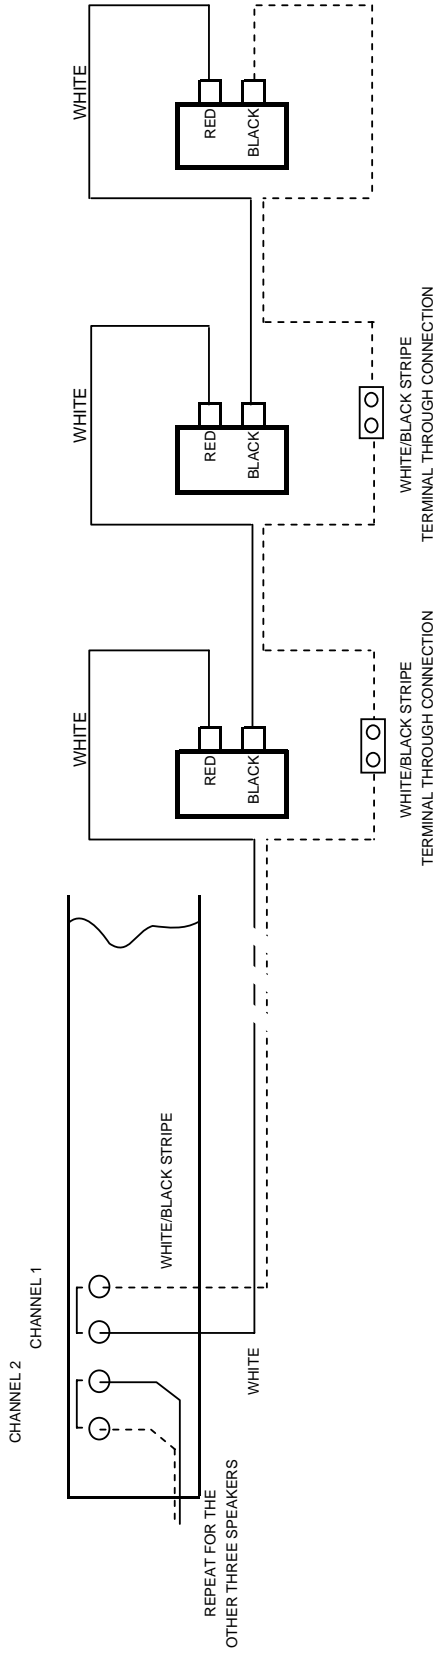 CHANNEL 2
CHANNEL 1
WHITE/BLACK STRIPE
WHITE
REPEAT FOR THE
OTHER THREE SPEAKERS
WHITE
RED
BLACK
WHITE/BLACK STRIPE
TERMINAL THROUGH CONNECTION
WHITE
RED
BLACK
WHITE/BLACK STRIPE
TERMINAL THROUGH CONNECTION
WHITE
RED
BLACK